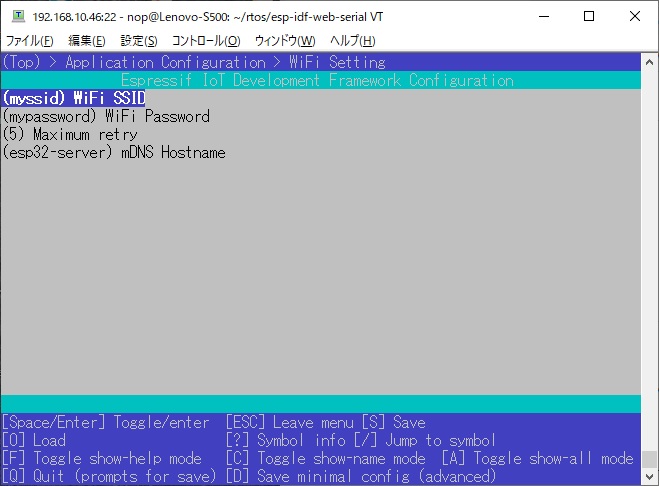 192.168.10.46:22 - nop@Lenovo-S500: ~/rtos/esp-idf-web-serial VT
ファイル(F) 編集(E) 設定(S) コントロール(O) ウィンドウ(W) ヘルプ(H)
(Top) > Application Configuration > WiFi Setting
Espressif IoT Development Framework Configuration
(myssid) WiFi SSID
(mypassword) WiFi Password
(5) Maximum retry
(esp32-server) mDNS Hostname
[Space/Enter] Toggle/enter [ESC] Leave menu [S] Save
[O] Load [?] Symbol info [/] Jump to symbol
[F] Toggle show-help mode [C] Toggle show-name mode [A] Toggle show-all mode
[Q] Quit (prompts for save) [D] Save minimal config (advanced)